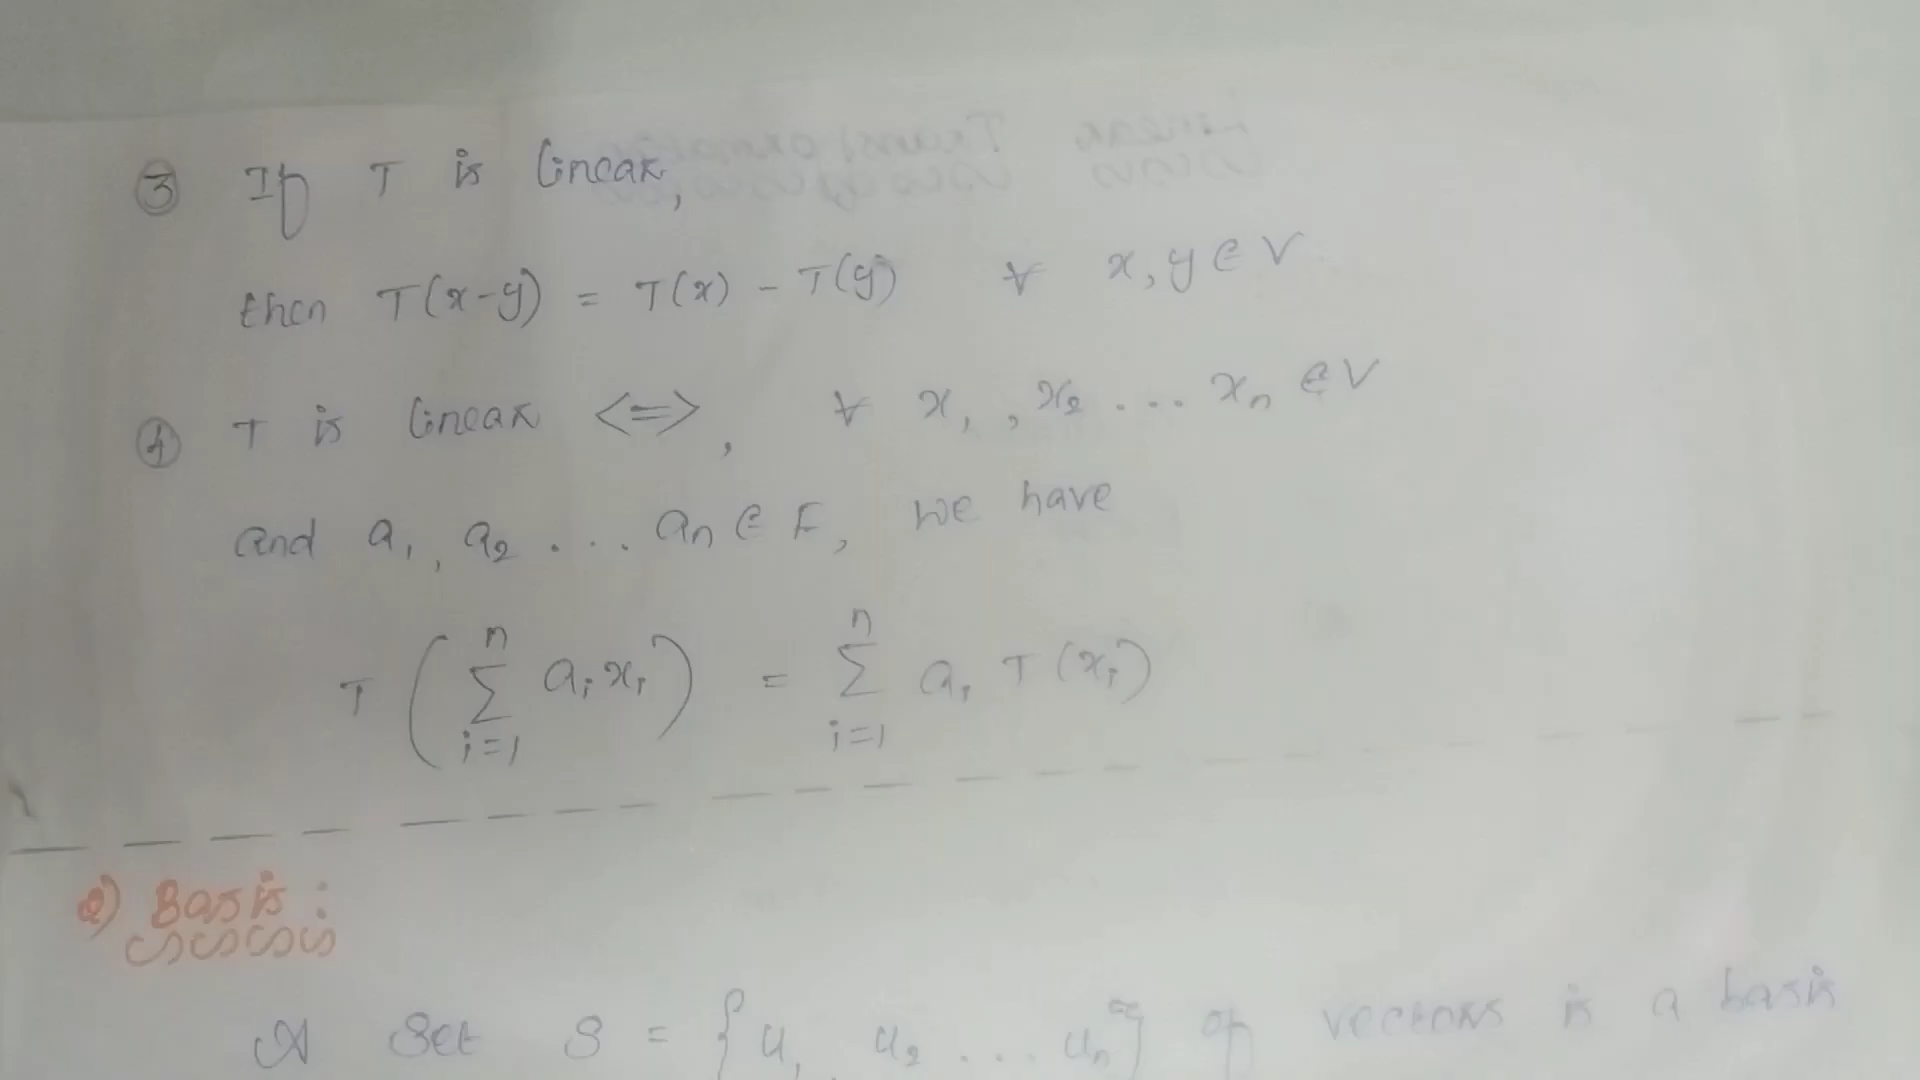 ③ If T is linear,
then T(x-y) = T(x) - T(y) ∀ x, y ∈ V
④ T is linear <=>, ∀ x₁, x₂ ... xₙ ∈ V
and a₁, a₂ ... aₙ ∈ F, we have
T ( ∑ᵢ₌₁ⁿ aᵢxᵢ ) = ∑ᵢ₌₁ⁿ aᵢ T(xᵢ)
2) Basis :
A Set S = {u₁, u₂ ... uₙ} of vectors is a basis